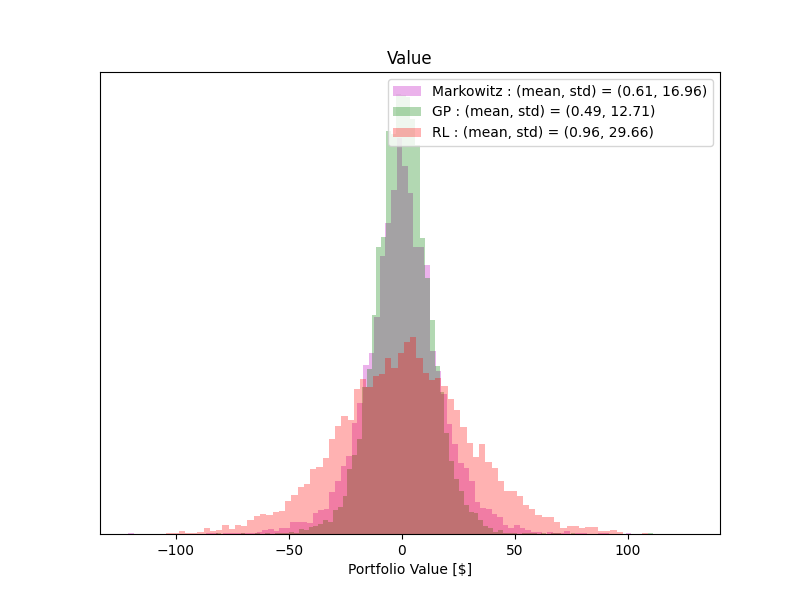 Value
Markowitz : (mean, std) = (0.61, 16.96)
GP : (mean, std) = (0.49, 12.71)
RL : (mean, std) = (0.96, 29.66)
−100 −50 0 50 100
Portfolio Value [$]